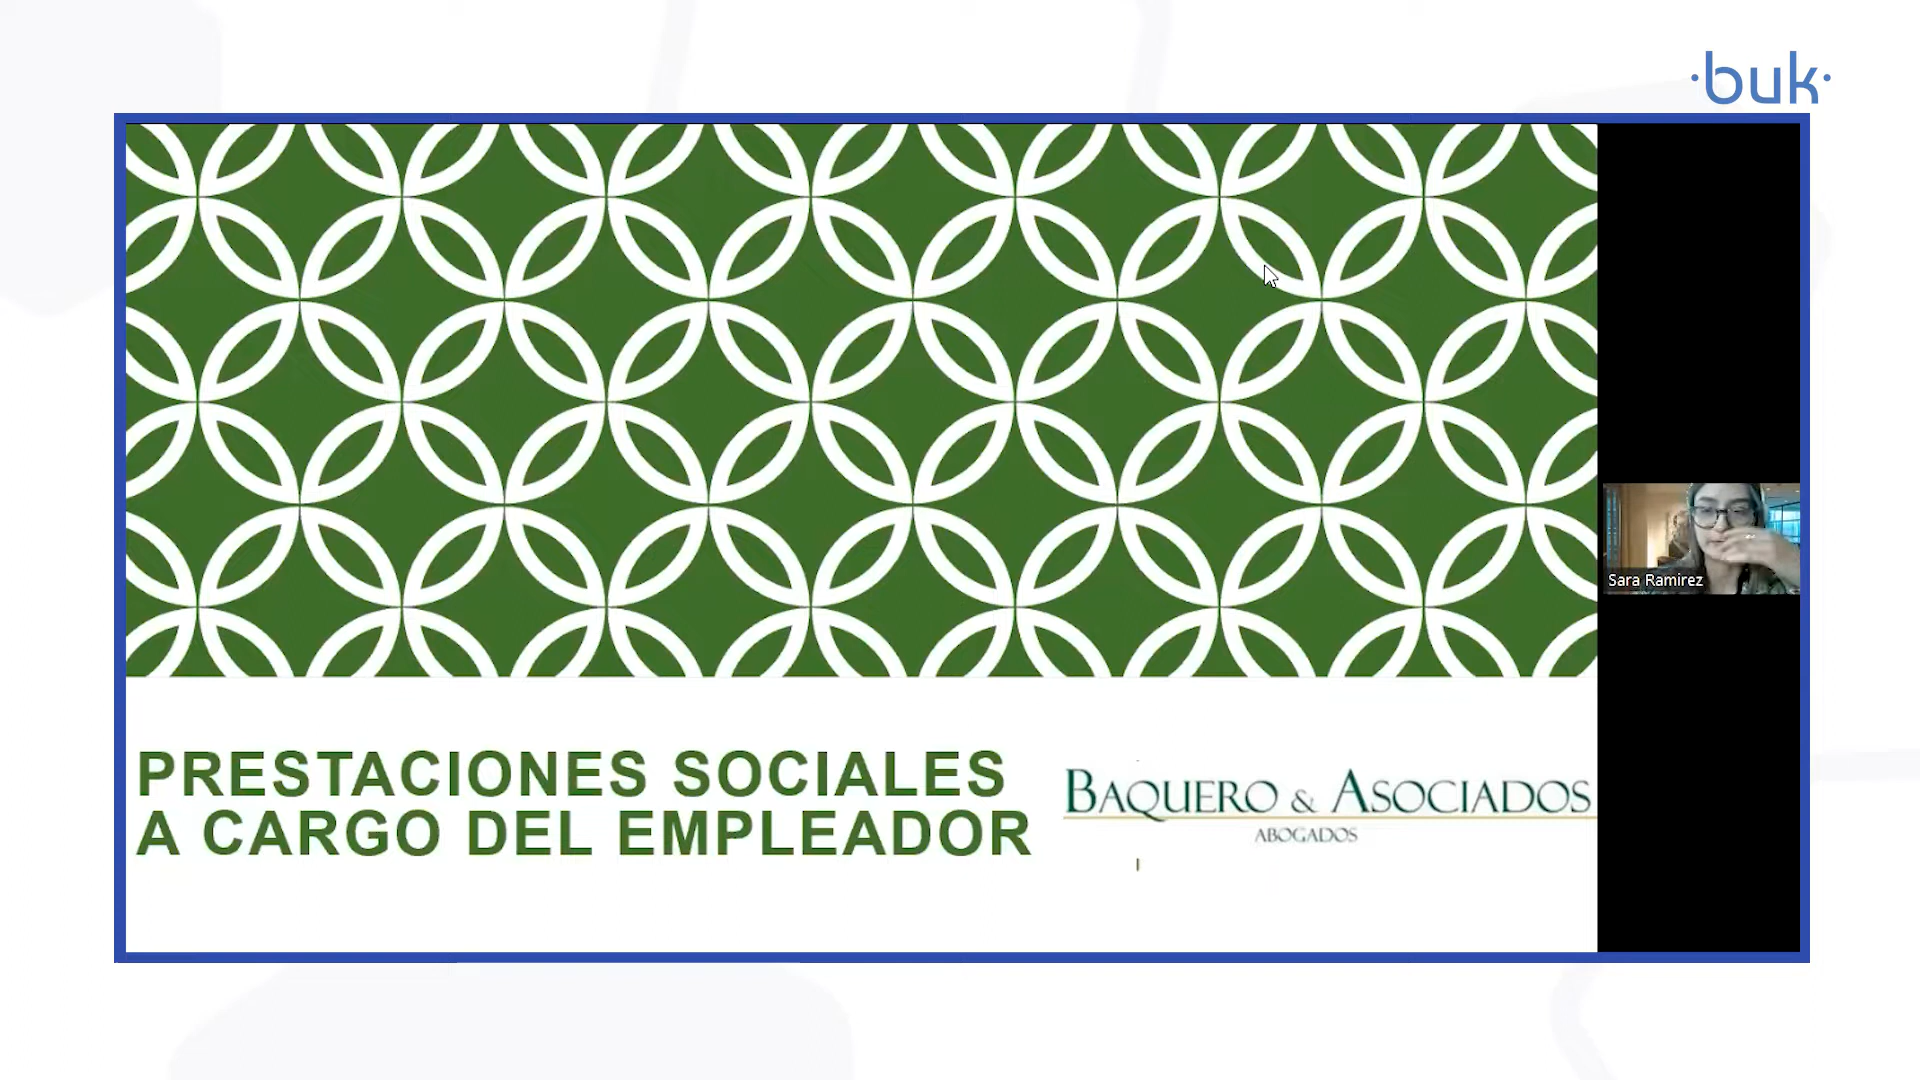 ·buk·
Sara Ramirez
PRESTACIONES SOCIALES
A CARGO DEL EMPLEADOR
BAQUERO & ASOCIADOS
ABOGADOS